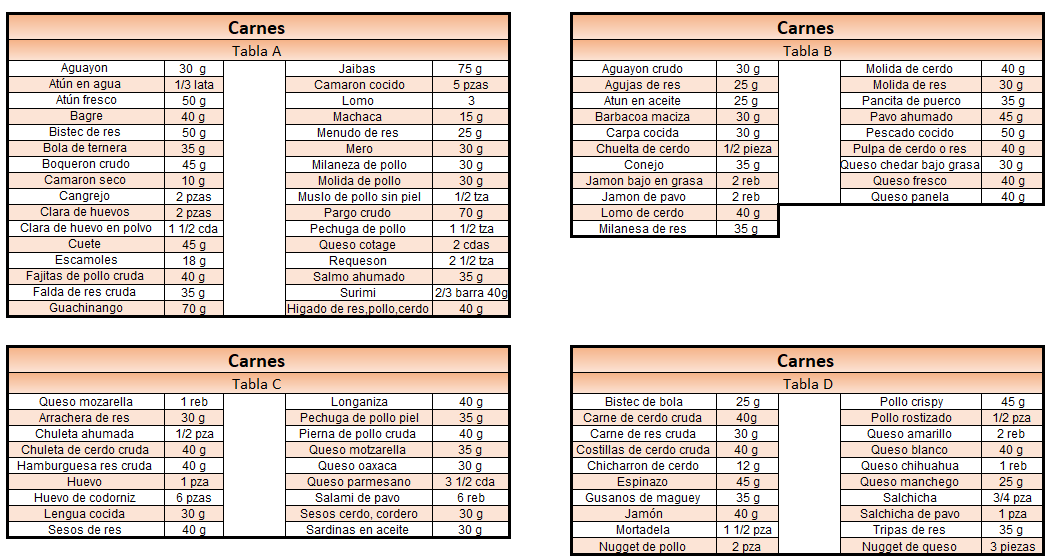 Carnes
Tabla A
Aguayon 30 g Jaibas 75 g
Atún en agua 1/3 lata Camaron cocido 5 pzas
Atún fresco 50 g Lomo 3
Bagre 40 g Machaca 15 g
Bistec de res 50 g Menudo de res 25 g
Bola de ternera 35 g Mero 30 g
Boqueron crudo 45 g Milaneza de pollo 30 g
Camaron seco 10 g Molida de pollo 30 g
Cangrejo 2 pzas Muslo de pollo sin piel 1/2 tza
Clara de huevos 2 pzas Pargo crudo 70 g
Clara de huevo en polvo 1 1/2 cda Pechuga de pollo 1 1/2 tza
Cuete 45 g Queso cotage 2 cdas
Escamoles 18 g Requeson 2 1/2 tza
Fajitas de pollo cruda 40 g Salmo ahumado 35 g
Falda de res cruda 35 g Surimi 2/3 barra 40g
Guachinango 70 g Higado de res,pollo,cerdo 40 g
Carnes
Tabla B
Aguayon crudo 30 g Molida de cerdo 40 g
Agujas de res 25 g Molida de res 30 g
Atun en aceite 25 g Pancita de puerco 35 g
Barbacoa maciza 30 g Pavo ahumado 45 g
Carpa cocida 30 g Pescado cocido 50 g
Chuelta de cerdo 1/2 pieza Pulpa de cerdo o res 40 g
Conejo 35 g Queso chedar bajo grasa 30 g
Jamon bajo en grasa 2 reb Queso fresco 40 g
Jamon de pavo 2 reb Queso panela 40 g
Lomo de cerdo 40 g
Milanesa de res 35 g
Carnes
Tabla C
Queso mozarella 1 reb Longaniza 40 g
Arrachera de res 30 g Pechuga de pollo piel 35 g
Chuleta ahumada 1/2 pza Pierna de pollo cruda 40 g
Chuleta de cerdo cruda 40 g Queso motzarella 35 g
Hamburguesa res cruda 40 g Queso oaxaca 30 g
Huevo 1 pza Queso parmesano 3 1/2 cda
Huevo de codorniz 6 pzas Salami de pavo 6 reb
Lengua cocida 30 g Sesos cerdo, cordero 30 g
Sesos de res 40 g Sardinas en aceite 30 g
Carnes
Tabla D
Bistec de bola 25 g Pollo crispy 45 g
Carne de cerdo cruda 40g Pollo rostizado 1/2 pza
Carne de res cruda 30 g Queso amarillo 2 reb
Costillas de cerdo cruda 40 g Queso blanco 40 g
Chicharron de cerdo 12 g Queso chihuahua 1 reb
Espinazo 45 g Queso manchego 25 g
Gusanos de maguey 35 g Salchicha 3/4 pza
Jamón 40 g Salchicha de pavo 1 pza
Mortadela 1 1/2 pza Tripas de res 35 g
Nugget de pollo 2 pza Nugget de queso 3 piezas